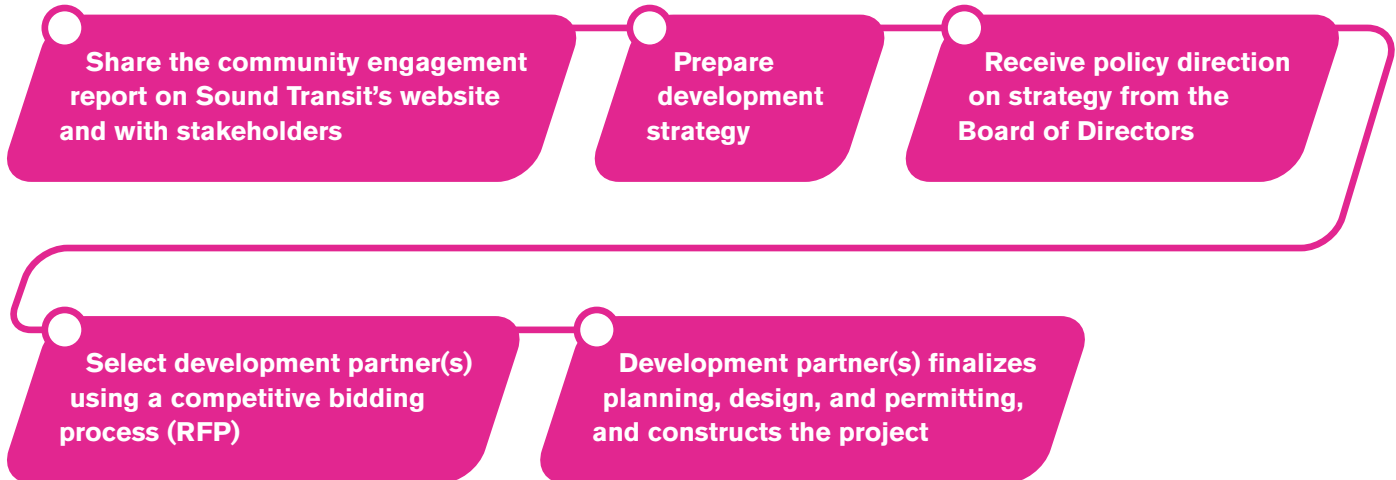 Share the community engagement
report on Sound Transit’s website
and with stakeholders
Prepare
development
strategy
Receive policy direction
on strategy from the
Board of Directors
Select development partner(s)
using a competitive bidding
process (RFP)
Development partner(s) finalizes
planning, design, and permitting,
and constructs the project